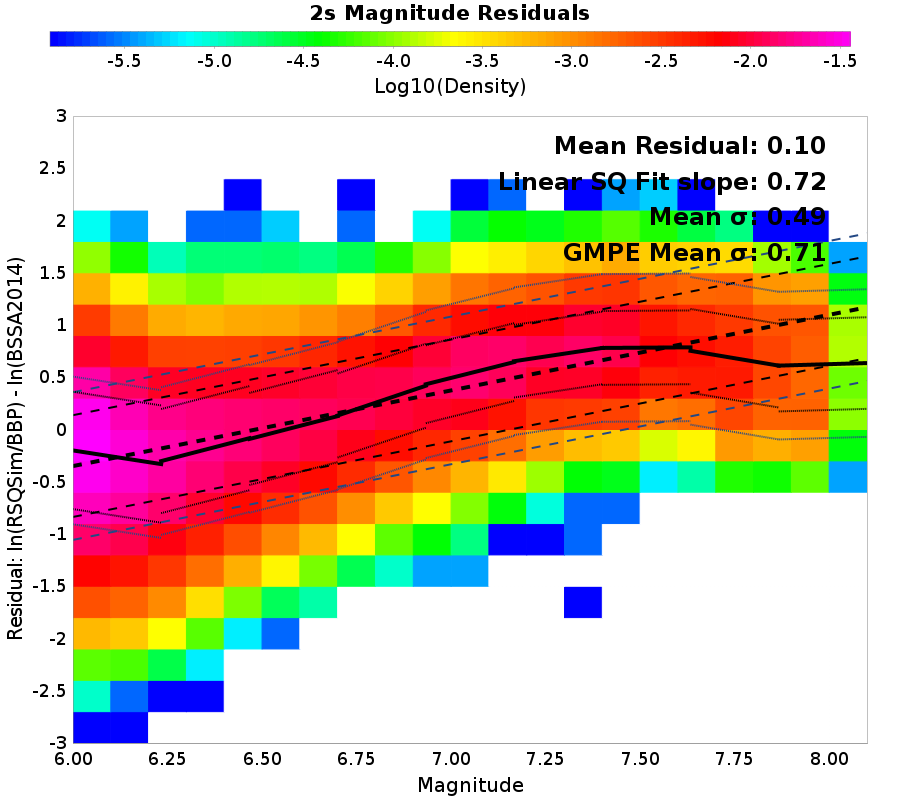 2s Magnitude Residuals
-5.5 -5.0 -4.5 -4.0 -3.5 -3.0 -2.5 -2.0 -1.5
Log10(Density)
Mean Residual: 0.10
Linear SQ Fit slope: 0.72
Mean σ: 0.49
GMPE Mean σ: 0.71
Residual: ln(RSQSim/BBP) - ln(BSSA2014)
3
2.5
2
1.5
1
0.5
0
-0.5
-1
-1.5
-2
-2.5
-3
6.00 6.25 6.50 6.75 7.00 7.25 7.50 7.75 8.00
Magnitude